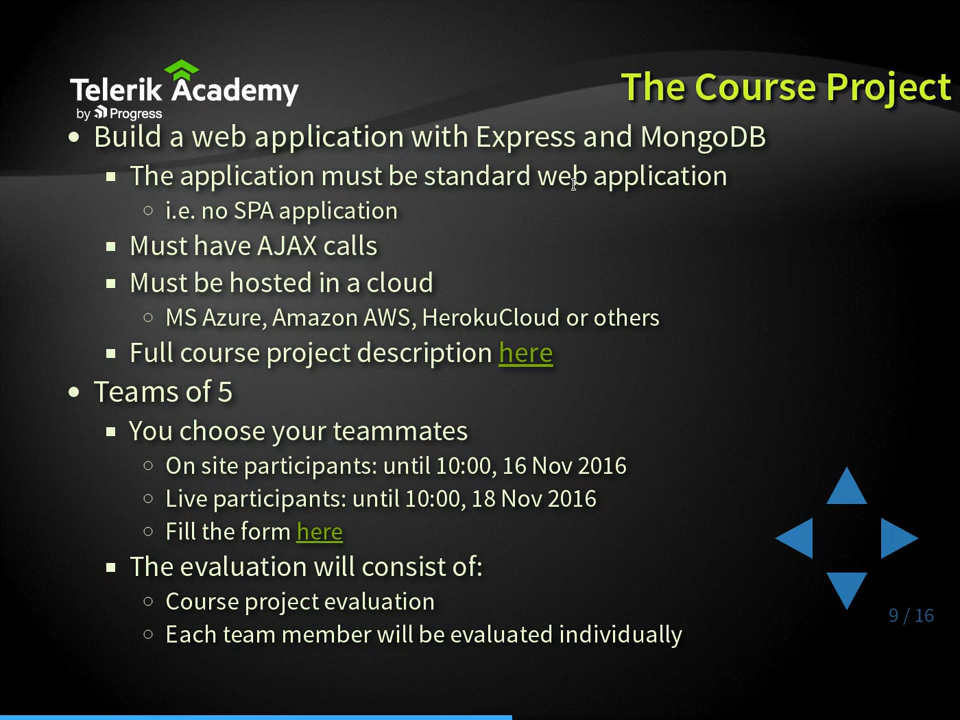 Telerik Academy
by Progress
The Course Project
Build a web application with Express and MongoDB
The application must be standard web application
i.e. no SPA application
Must have AJAX calls
Must be hosted in a cloud
MS Azure, Amazon AWS, HerokuCloud or others
Full course project description here
Teams of 5
You choose your teammates
On site participants: until 10:00, 16 Nov 2016
Live participants: until 10:00, 18 Nov 2016
Fill the form here
The evaluation will consist of:
Course project evaluation
Each team member will be evaluated individually
9 / 16